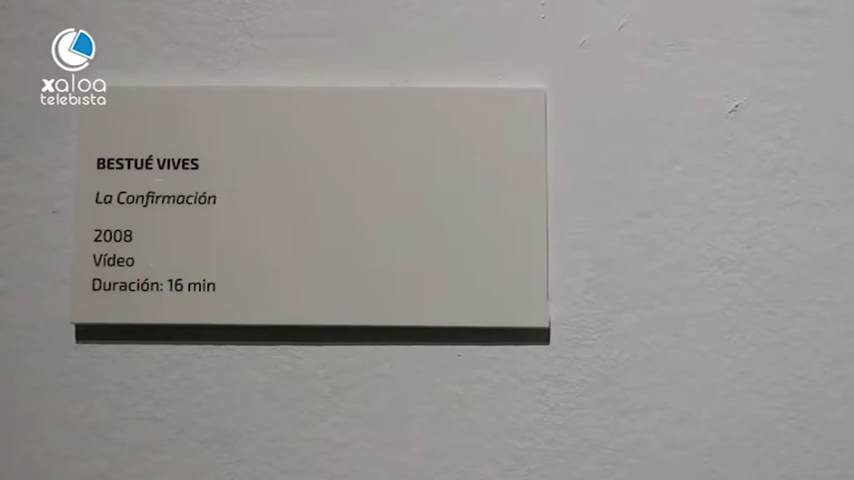 xaloa
telebista
BESTUÉ VIVES
La Confirmación
2008
Vídeo
Duración: 16 min